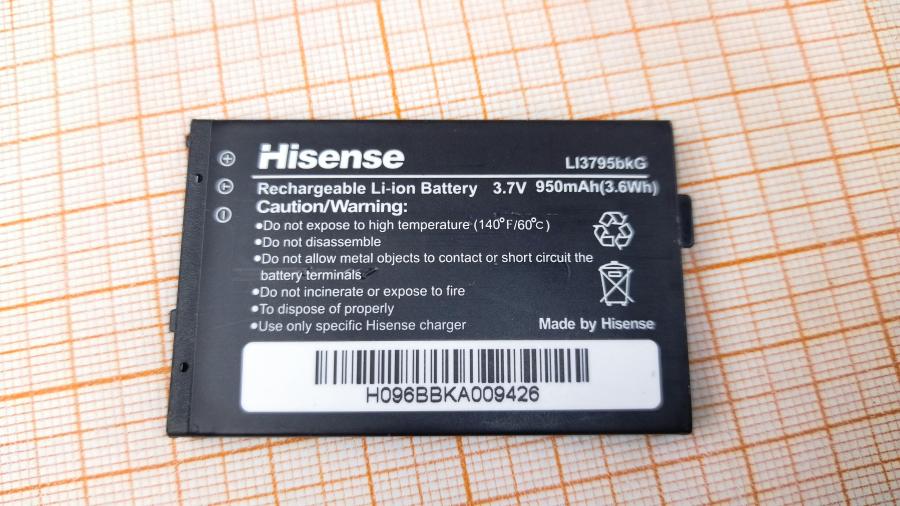 Hisense
LI3795bkG
Rechargeable Li-ion Battery 3.7V 950mAh(3.6Wh)
Caution/Warning:
•Do not expose to high temperature (140°F/60°C)
•Do not disassemble
•Do not allow metal objects to contact or short circuit the
battery terminals.
•Do not incinerate or expose to fire
•To dispose of properly
•Use only specific Hisense charger
Made by Hisense
H096BBKA009426